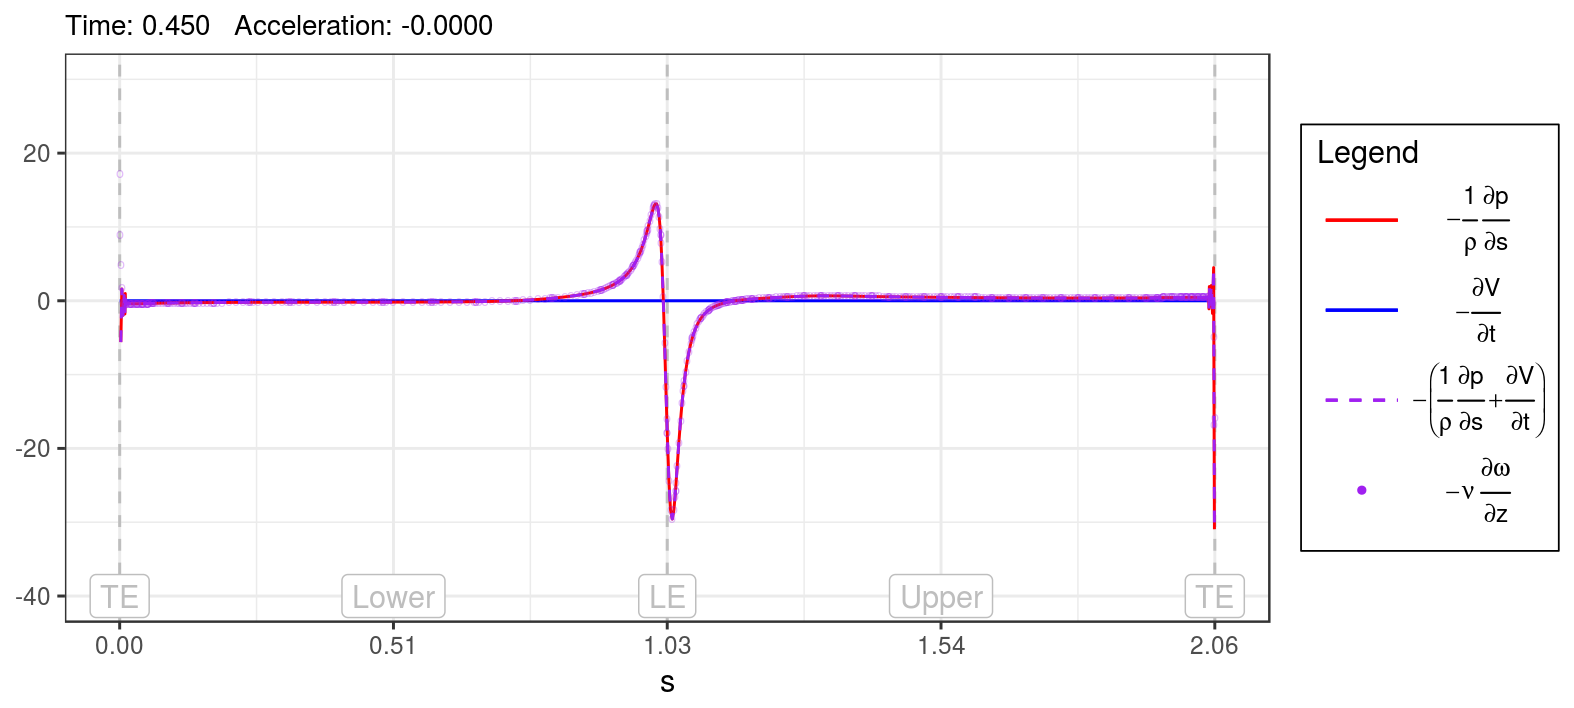 Time: 0.450   Acceleration: -0.0000
20
0
-20
-40
TE
Lower
LE
Upper
TE
0.00
0.51
1.03
1.54
2.06
s
Legend
−1/ρ ∂p/∂s
−∂V/∂t
−(1/ρ ∂p/∂s + ∂V/∂t)
−ν ∂ω/∂z